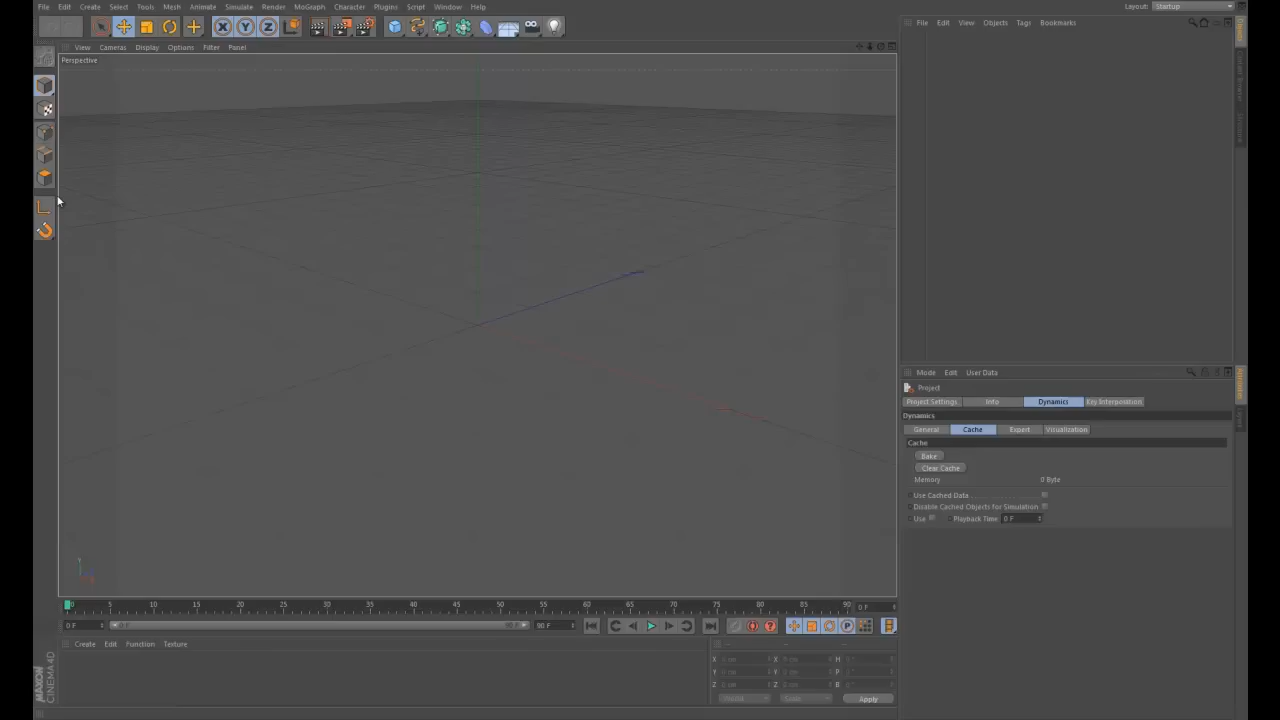 File Edit Create Select Tools Mesh Animate Simulate Render MoGraph Character Plugins Script Window Help
Layout: Startup
View Cameras Display Options Filter Panel
Perspective
File Edit View Objects Tags Bookmarks
Mode Edit User Data
Project
Project Settings Info Dynamics Key Interpolation
Dynamics
General Cache Expert Visualization
Cache
Bake
Clear Cache
Memory 0 Byte
Use Cached Data
Disable Cached Objects for Simulation
Use Playback Time 0 F
0 5 10 15 20 25 30 35 40 45 50 55 60 65 70 75 80 85 90 0 F
0 F 0 F 90 F 90 F
Create Edit Function Texture
X X H
Y Y P
Z Z B
World Apply
MAXON
CINEMA 4D